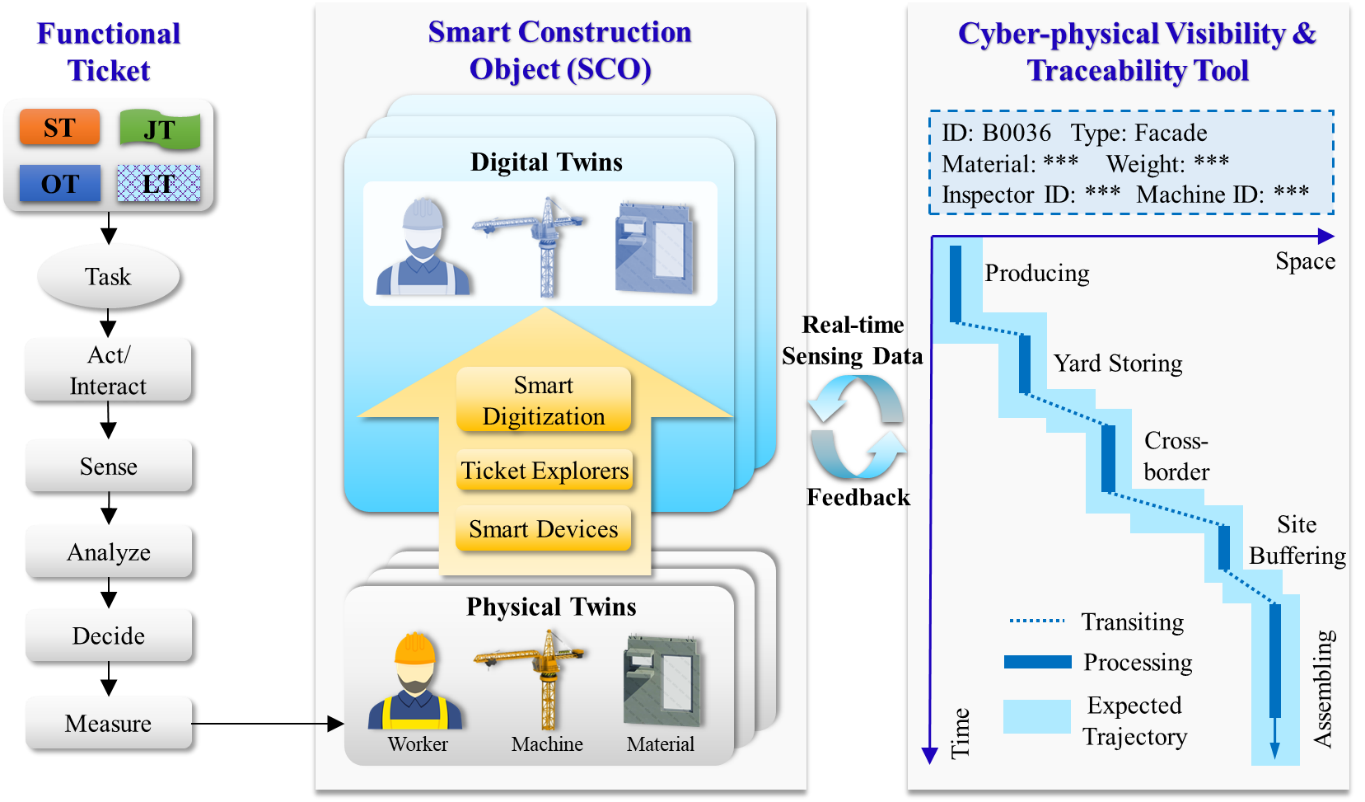 Functional
Ticket
ST
JT
OT
LT
Task
Act/
Interact
Sense
Analyze
Decide
Measure
Smart Construction
Object (SCO)
Digital Twins
Smart
Digitization
Ticket Explorers
Smart Devices
Physical Twins
Worker
Machine
Material
Real-time
Sensing Data
Feedback
Cyber-physical Visibility &
Traceability Tool
ID: B0036 Type: Facade
Material: *** Weight: ***
Inspector ID: *** Machine ID: ***
Space
Producing
Yard Storing
Cross-
border
Site
Buffering
Transiting
Processing
Expected
Trajectory
Assembling
Time